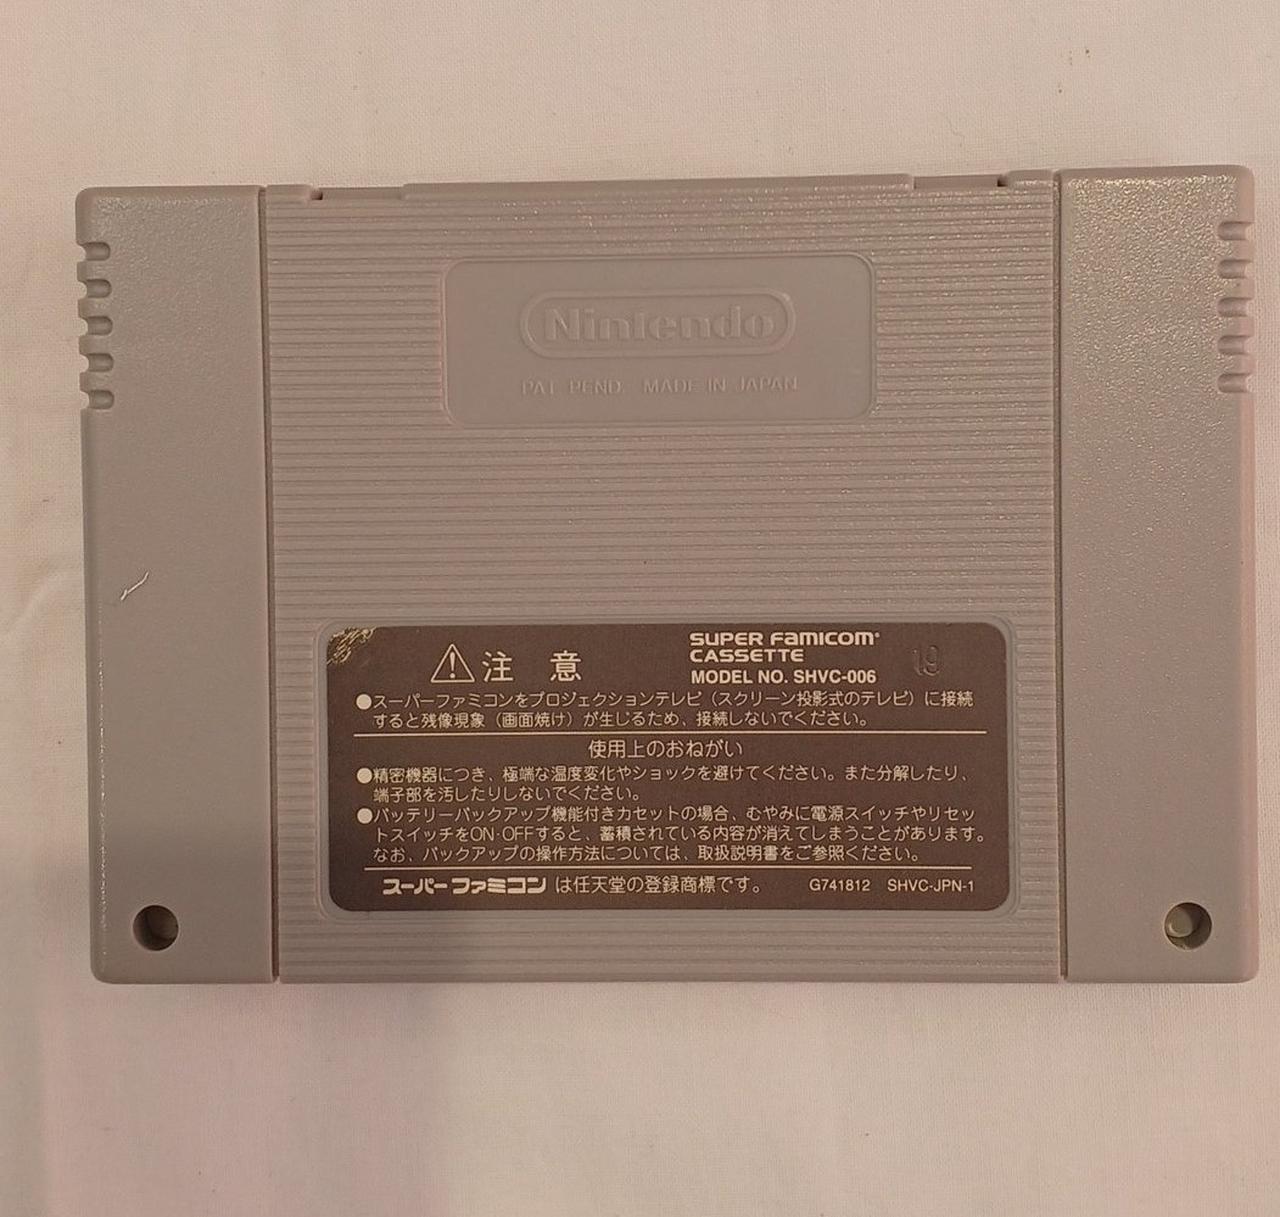 Nintendo
PAT. PEND. MADE IN JAPAN
注 意
SUPER FAMICOM®
CASSETTE
MODEL NO. SHVC-006
19
●スーパーファミコンをプロジェクションテレビ（スクリーン投影式のテレビ）に接続
すると残像現象（画面焼け）が生じるため、接続しないでください。
使用上のおねがい
●精密機器につき、極端な温度変化やショックを避けてください。また分解したり、
端子部を汚したりしないでください。
●バッテリーバックアップ機能付きカセットの場合、むやみに電源スイッチやリセッ
トスイッチをON·OFFすると、蓄積されている内容が消えてしまうことがあります。
なお、バックアップの操作方法については、取扱説明書をご参照ください。
スーパーファミコン は任天堂の登録商標です。 G741812 SHVC-JPN-1